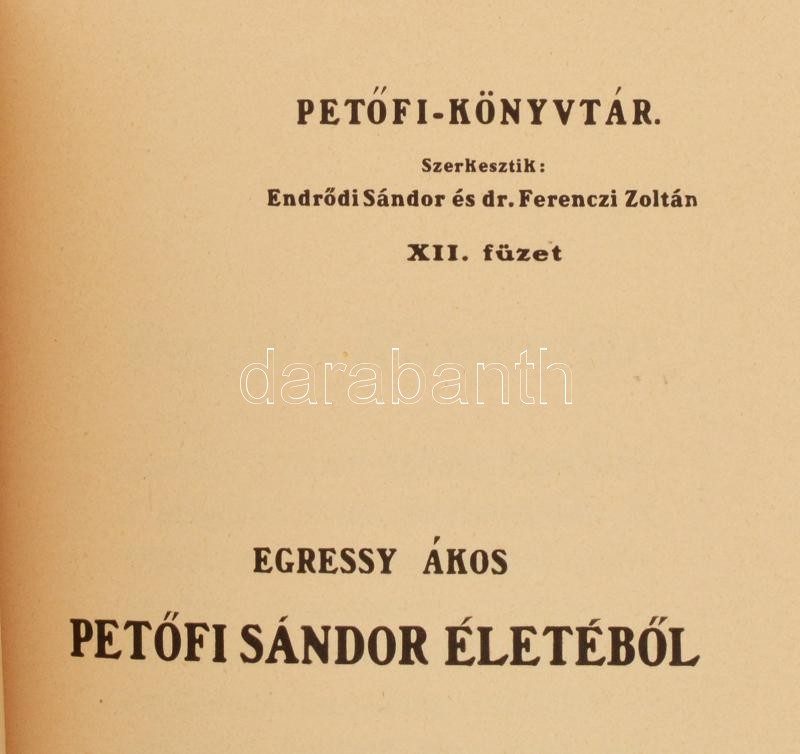 PETŐFI-KÖNYVTÁR.
Szerkesztik:
Endrődi Sándor és dr. Ferenczi Zoltán
XII. füzet
darabanth
EGRESSY ÁKOS
PETŐFI SÁNDOR ÉLETÉBŐL